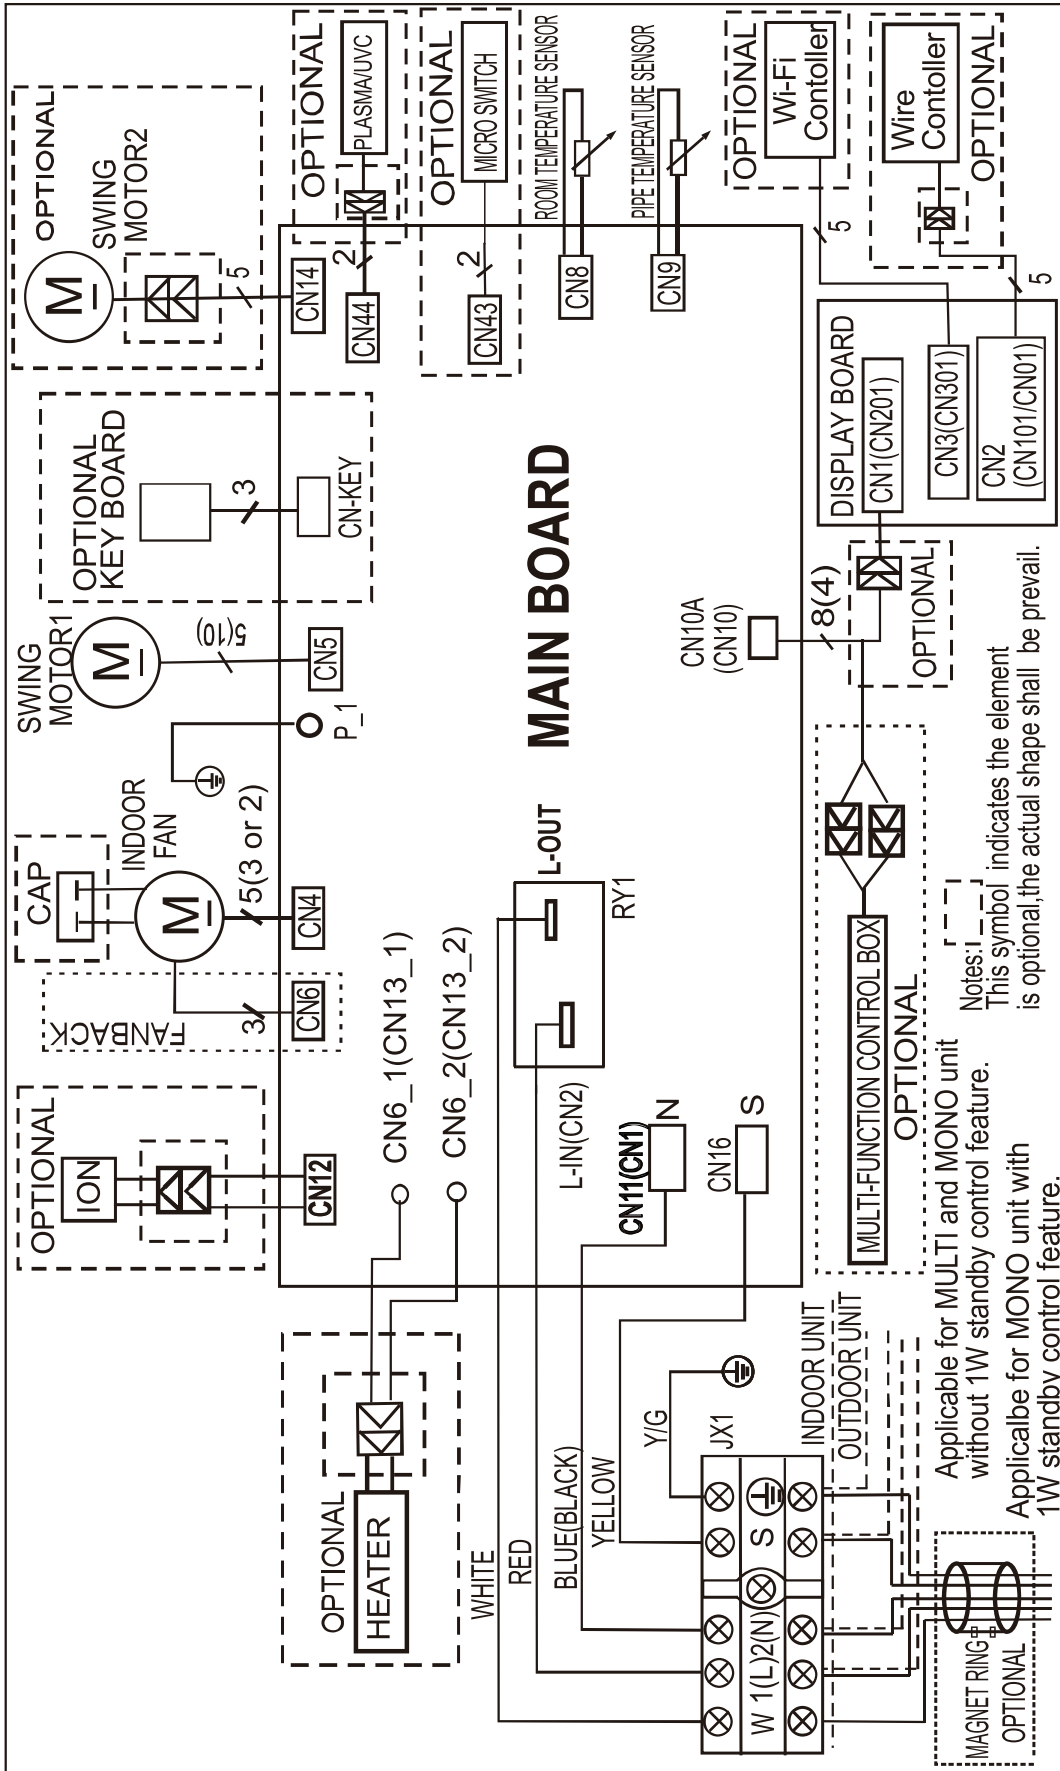 OPTIONAL
SWING
MOTOR2
M
5
CN14
OPTIONAL
PLASMA/UVC
2
CN44
OPTIONAL
MICRO SWITCH
2
CN43
ROOM TEMPERATURE SENSOR
CN8
PIPE TEMPERATURE SENSOR
CN9
OPTIONAL
Wi-Fi
Controller
5
Wire
Contoller
OPTIONAL
5
OPTIONAL
KEY BOARD
3
CN-KEY
SWING
MOTOR1
M
5(10)
CN5
P_1
MAIN BOARD
DISPLAY BOARD
CN1(CN201)
CN3(CN301)
CN2
(CN101/CN01)
CN10A
(CN10)
8(4)
OPTIONAL
CAP
INDOOR
FAN
M
5(3 or 2)
CN4
FANBACK
3
CN6
L-OUT
RY1
L-IN(CN2)
CN6_1(CN13_1)
CN6_2(CN13_2)
OPTIONAL
ION
CN12
CN11(CN1)
N
CN16
S
MULTI-FUNCTION CONTROL BOX
OPTIONAL
Notes:
This symbol indicates the element
is optional,the actual shape shall be prevail.
OPTIONAL
HEATER
WHITE
RED
BLUE(BLACK)
YELLOW
Y/G
JX1
INDOOR UNIT
OUTDOOR UNIT
W 1(L)2(N) S
Applicable for MULTI and MONO unit
without 1W standby control feature.
Applicalbe for MONO unit with
1W standby control feature.
MAGNET RING
OPTIONAL